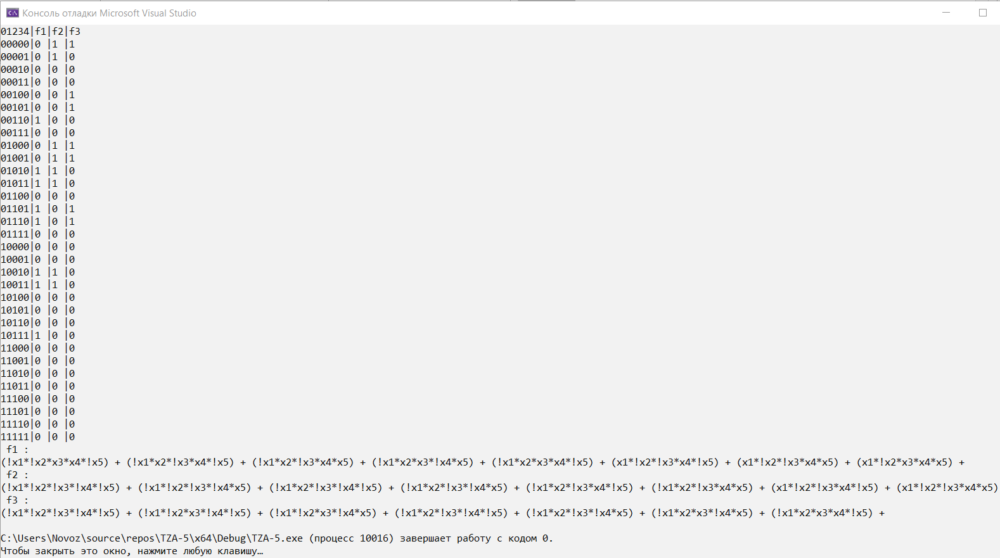 Консоль отладки Microsoft Visual Studio
01234|f1|f2|f3
00000|0 |1 |1
00001|0 |1 |0
00010|0 |0 |0
00011|0 |0 |0
00100|0 |0 |1
00101|0 |0 |1
00110|1 |0 |0
00111|0 |0 |0
01000|0 |1 |1
01001|0 |1 |1
01010|1 |1 |0
01011|1 |1 |0
01100|0 |0 |0
01101|1 |0 |1
01110|1 |0 |1
01111|0 |0 |0
10000|0 |0 |0
10001|0 |0 |0
10010|1 |1 |0
10011|1 |1 |0
10100|0 |0 |0
10101|0 |0 |0
10110|0 |0 |0
10111|1 |0 |0
11000|0 |0 |0
11001|0 |0 |0
11010|0 |0 |0
11011|0 |0 |0
11100|0 |0 |0
11101|0 |0 |0
11110|0 |0 |0
11111|0 |0 |0
f1 :
(!x1*!x2*x3*x4*!x5) + (!x1*x2*!x3*x4*!x5) + (!x1*x2*!x3*x4*x5) + (!x1*x2*x3*!x4*x5) + (!x1*x2*x3*x4*!x5) + (x1*!x2*!x3*x4*!x5) + (x1*!x2*!x3*x4*x5) + (x1*!x2*x3*x4*x5) +
f2 :
(!x1*!x2*!x3*!x4*!x5) + (!x1*!x2*!x3*!x4*x5) + (!x1*x2*!x3*!x4*!x5) + (!x1*x2*!x3*!x4*x5) + (!x1*x2*!x3*x4*!x5) + (!x1*x2*!x3*x4*x5) + (x1*!x2*!x3*x4*!x5) + (x1*!x2*!x3*x4*x5)
f3 :
(!x1*!x2*!x3*!x4*!x5) + (!x1*!x2*x3*!x4*!x5) + (!x1*!x2*x3*!x4*x5) + (!x1*x2*!x3*!x4*!x5) + (!x1*x2*!x3*!x4*x5) + (!x1*x2*x3*!x4*x5) + (!x1*x2*x3*x4*!x5) +
C:\Users\Novoz\source\repos\TZA-5\x64\Debug\TZA-5.exe (процесс 10016) завершает работу с кодом 0.
Чтобы закрыть это окно, нажмите любую клавишу…